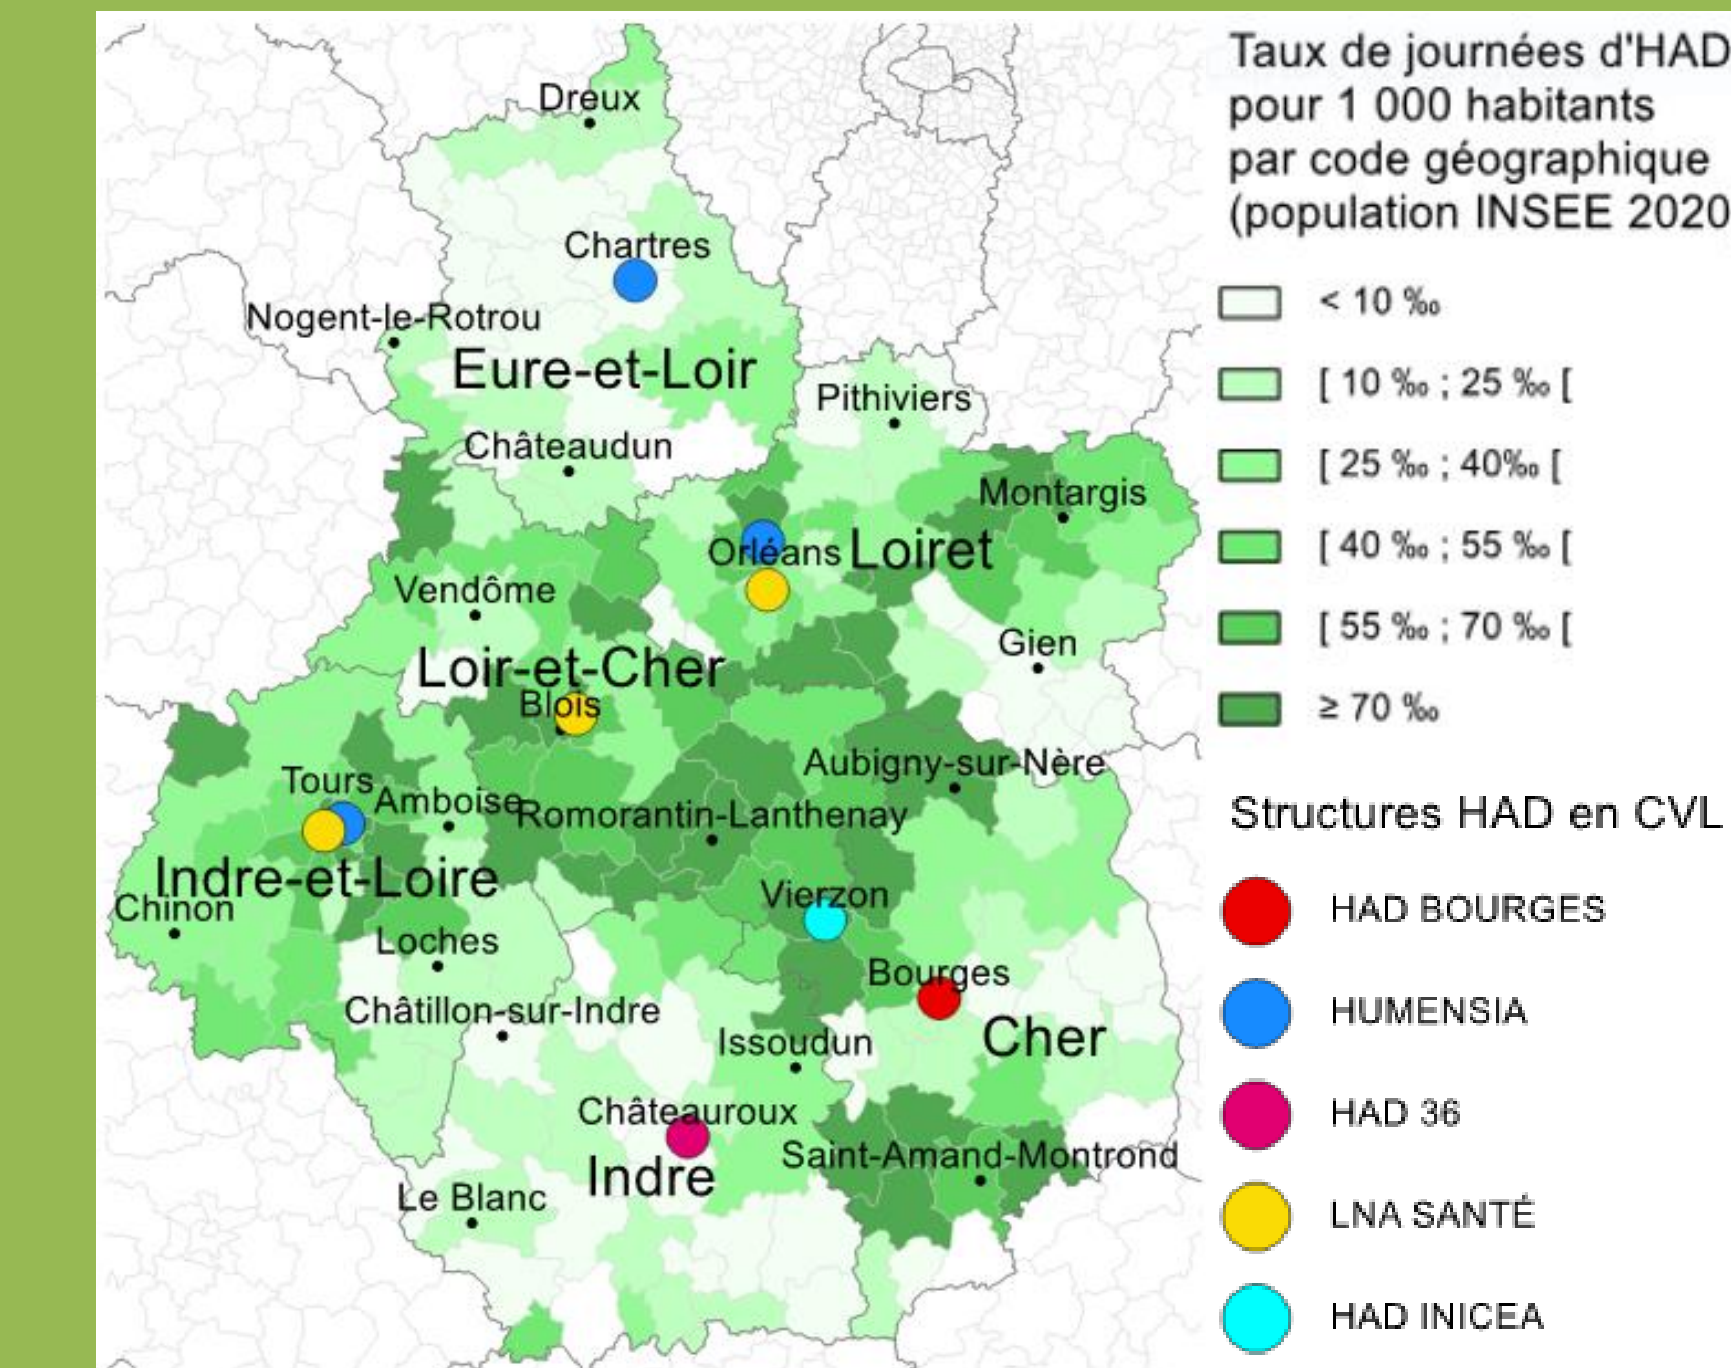 Taux de journées d'HAD
pour 1 000 habitants
par code géographique
(population INSEE 2020
< 10 ‰
[ 10 ‰ ; 25 ‰ [
[ 25 ‰ ; 40‰ [
[ 40 ‰ ; 55 ‰ [
[ 55 ‰ ; 70 ‰ [
≥ 70 ‰
Structures HAD en CVL
HAD BOURGES
HUMENSIA
HAD 36
LNA SANTÉ
HAD INICEA
Dreux
Chartres
Nogent-le-Rotrou
Eure-et-Loir
Pithiviers
Châteaudun
Montargis
Orléans
Loiret
Vendôme
Gien
Loir-et-Cher
Blois
Aubigny-sur-Nère
Tours
Amboise
Romorantin-Lanthenay
Indre-et-Loire
Vierzon
Chinon
Loches
Bourges
Châtillon-sur-Indre
Issoudun
Cher
Châteauroux
Saint-Amand-Montrond
Indre
Le Blanc